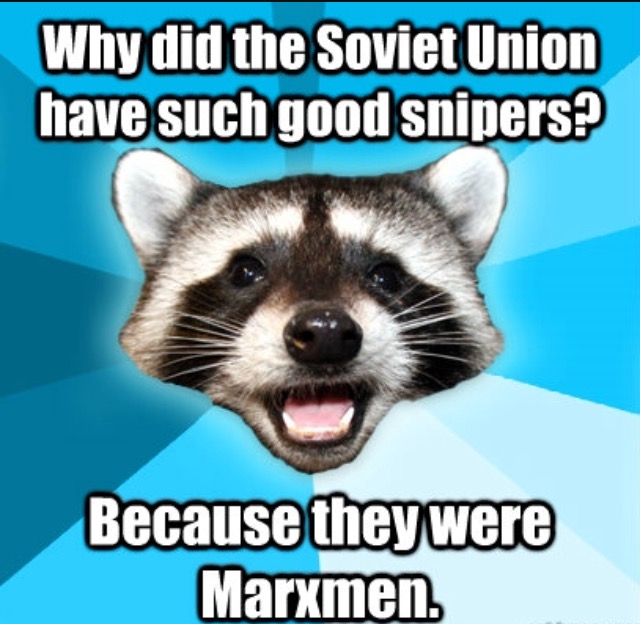 Why did the Soviet Union
have such good snipers?
Because they were
Marxmen.